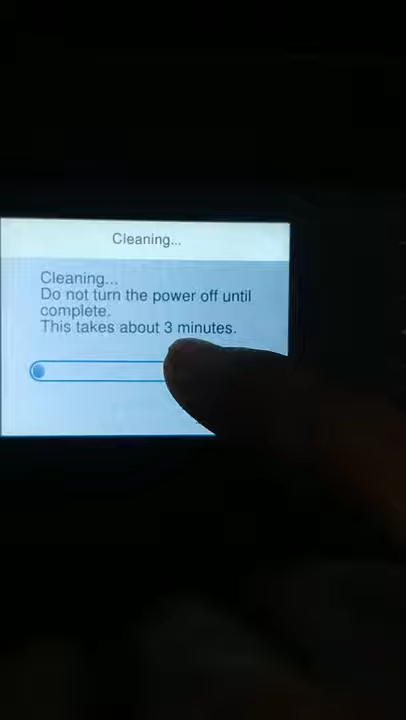 Cleaning...
Cleaning...
Do not turn the power off until
complete.
This takes about 3 minutes.